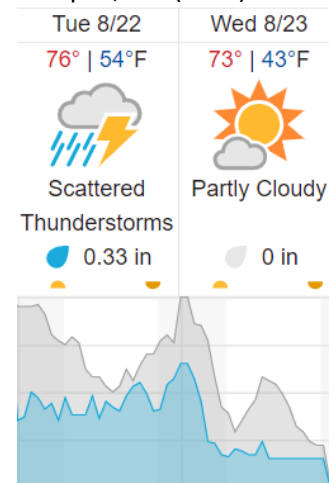 Tue 8/22
Wed 8/23
76° | 54°F
73° | 43°F
Scattered
Thunderstorms
Partly Cloudy
0.33 in
0 in